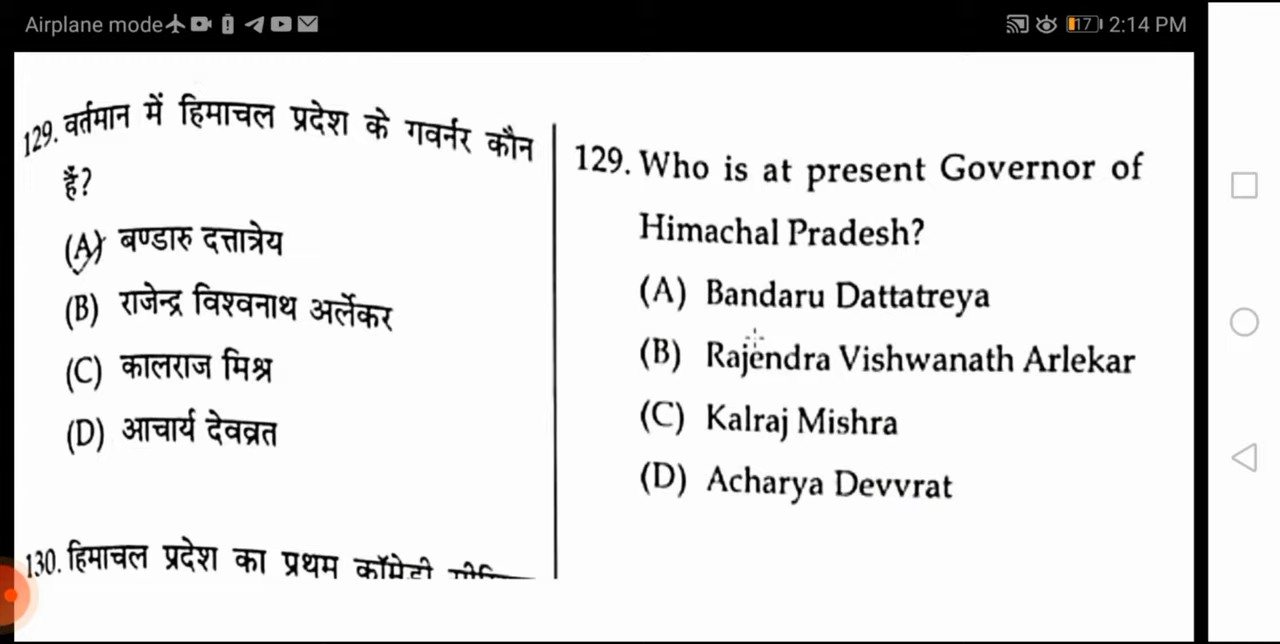 Airplane mode
17 2:14 PM
129. वर्तमान में हिमाचल प्रदेश के गवर्नर कौन
हैं?
(A) बण्डारु दत्तात्रेय
(B) राजेन्द्र विश्वनाथ अर्लेकर
(C) कालराज मिश्र
(D) आचार्य देवव्रत
130. हिमाचल प्रदेश का प्रथम कॉमेडी
129. Who is at present Governor of
Himachal Pradesh?
(A) Bandaru Dattatreya
(B) Rajendra Vishwanath Arlekar
(C) Kalraj Mishra
(D) Acharya Devvrat